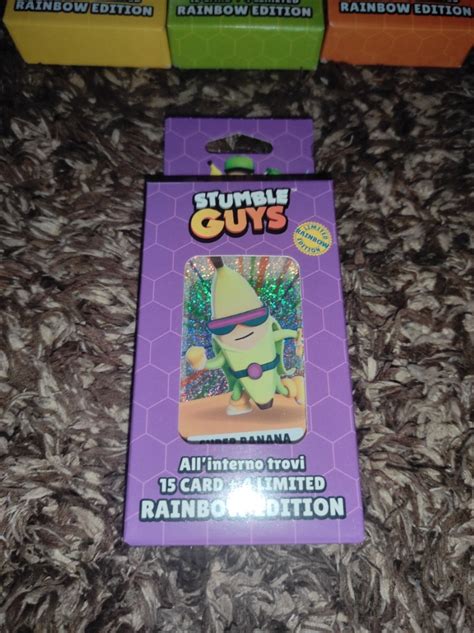 RAINBOW EDITION
RAINBOW EDITION
RAINBOW EDITION
STUMBLE
GUYS
LIMITED
RAINBOW
EDITION
SUPER BANANA
All'interno trovi
15 CARD + 4 LIMITED
RAINBOW EDITION